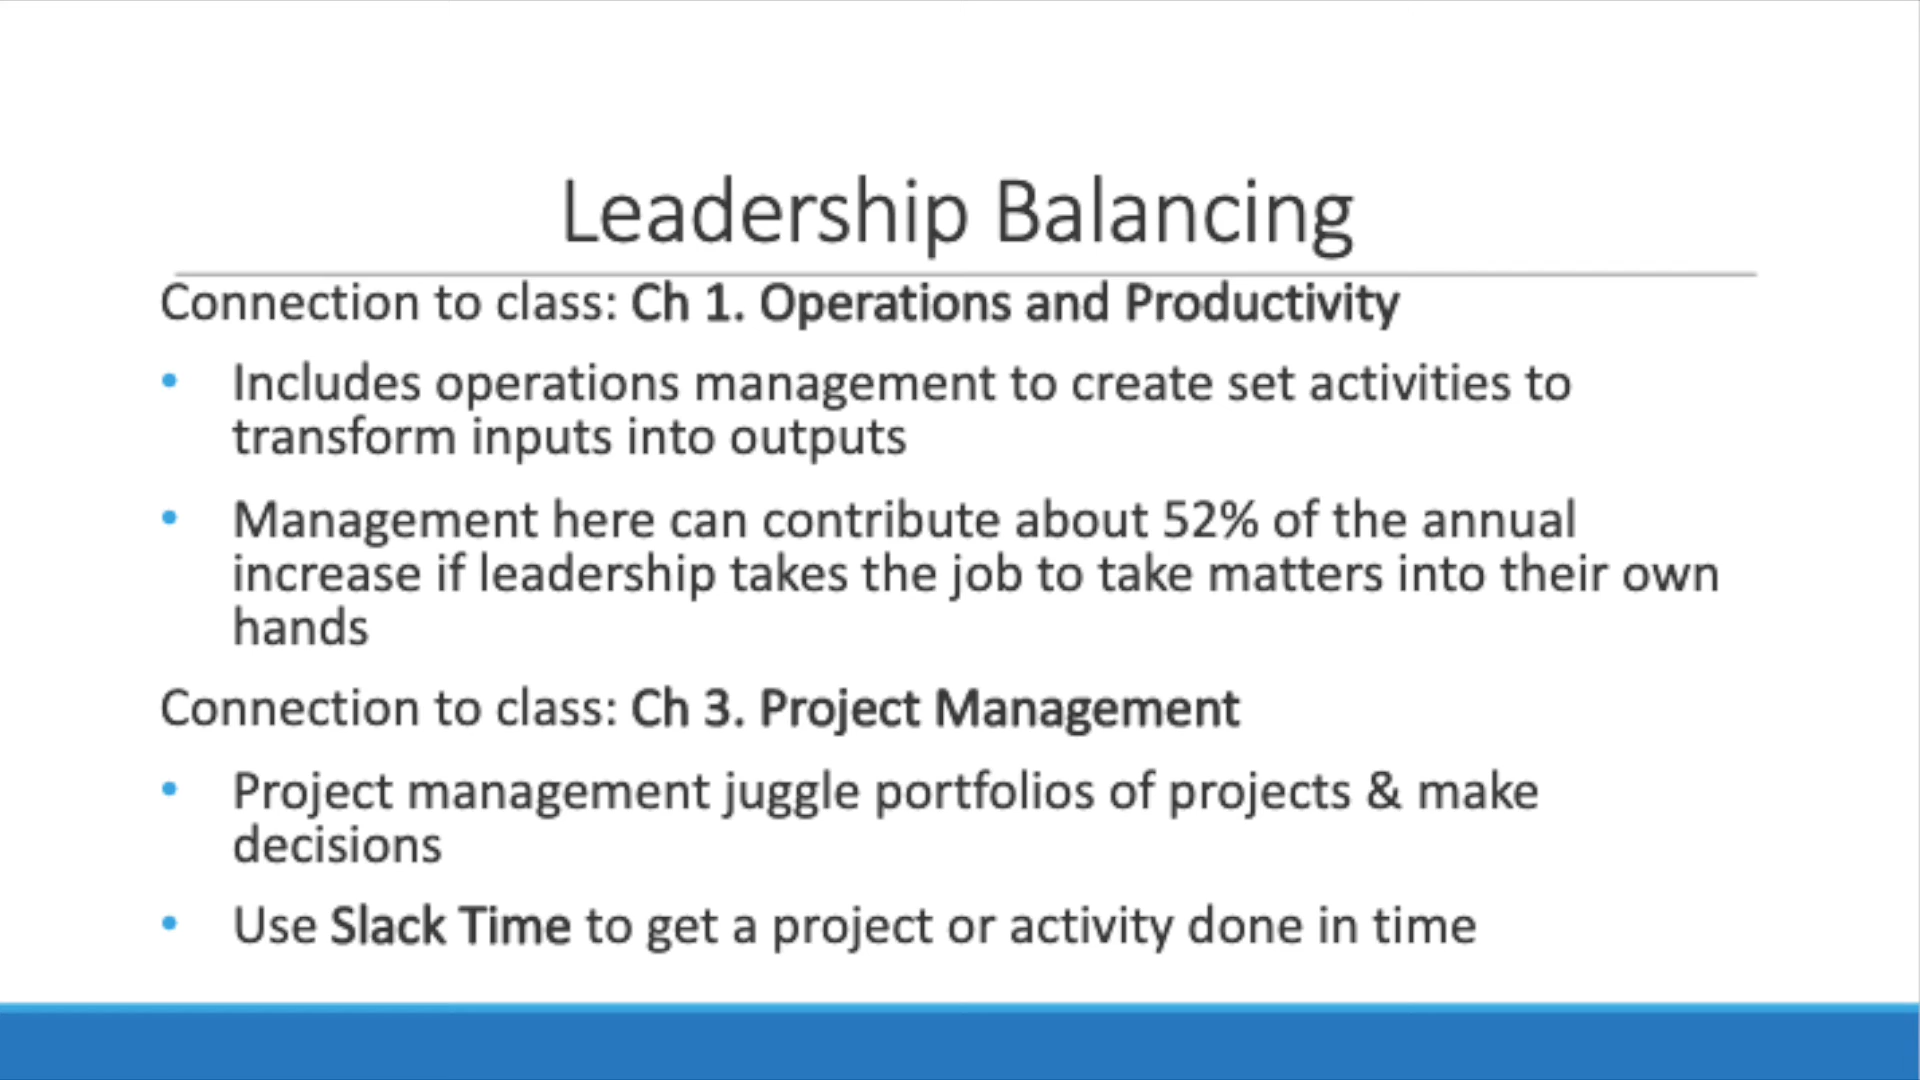 Leadership Balancing
Connection to class: Ch 1. Operations and Productivity
• Includes operations management to create set activities to
transform inputs into outputs
• Management here can contribute about 52% of the annual
increase if leadership takes the job to take matters into their own
hands
Connection to class: Ch 3. Project Management
• Project management juggle portfolios of projects & make
decisions
• Use Slack Time to get a project or activity done in time